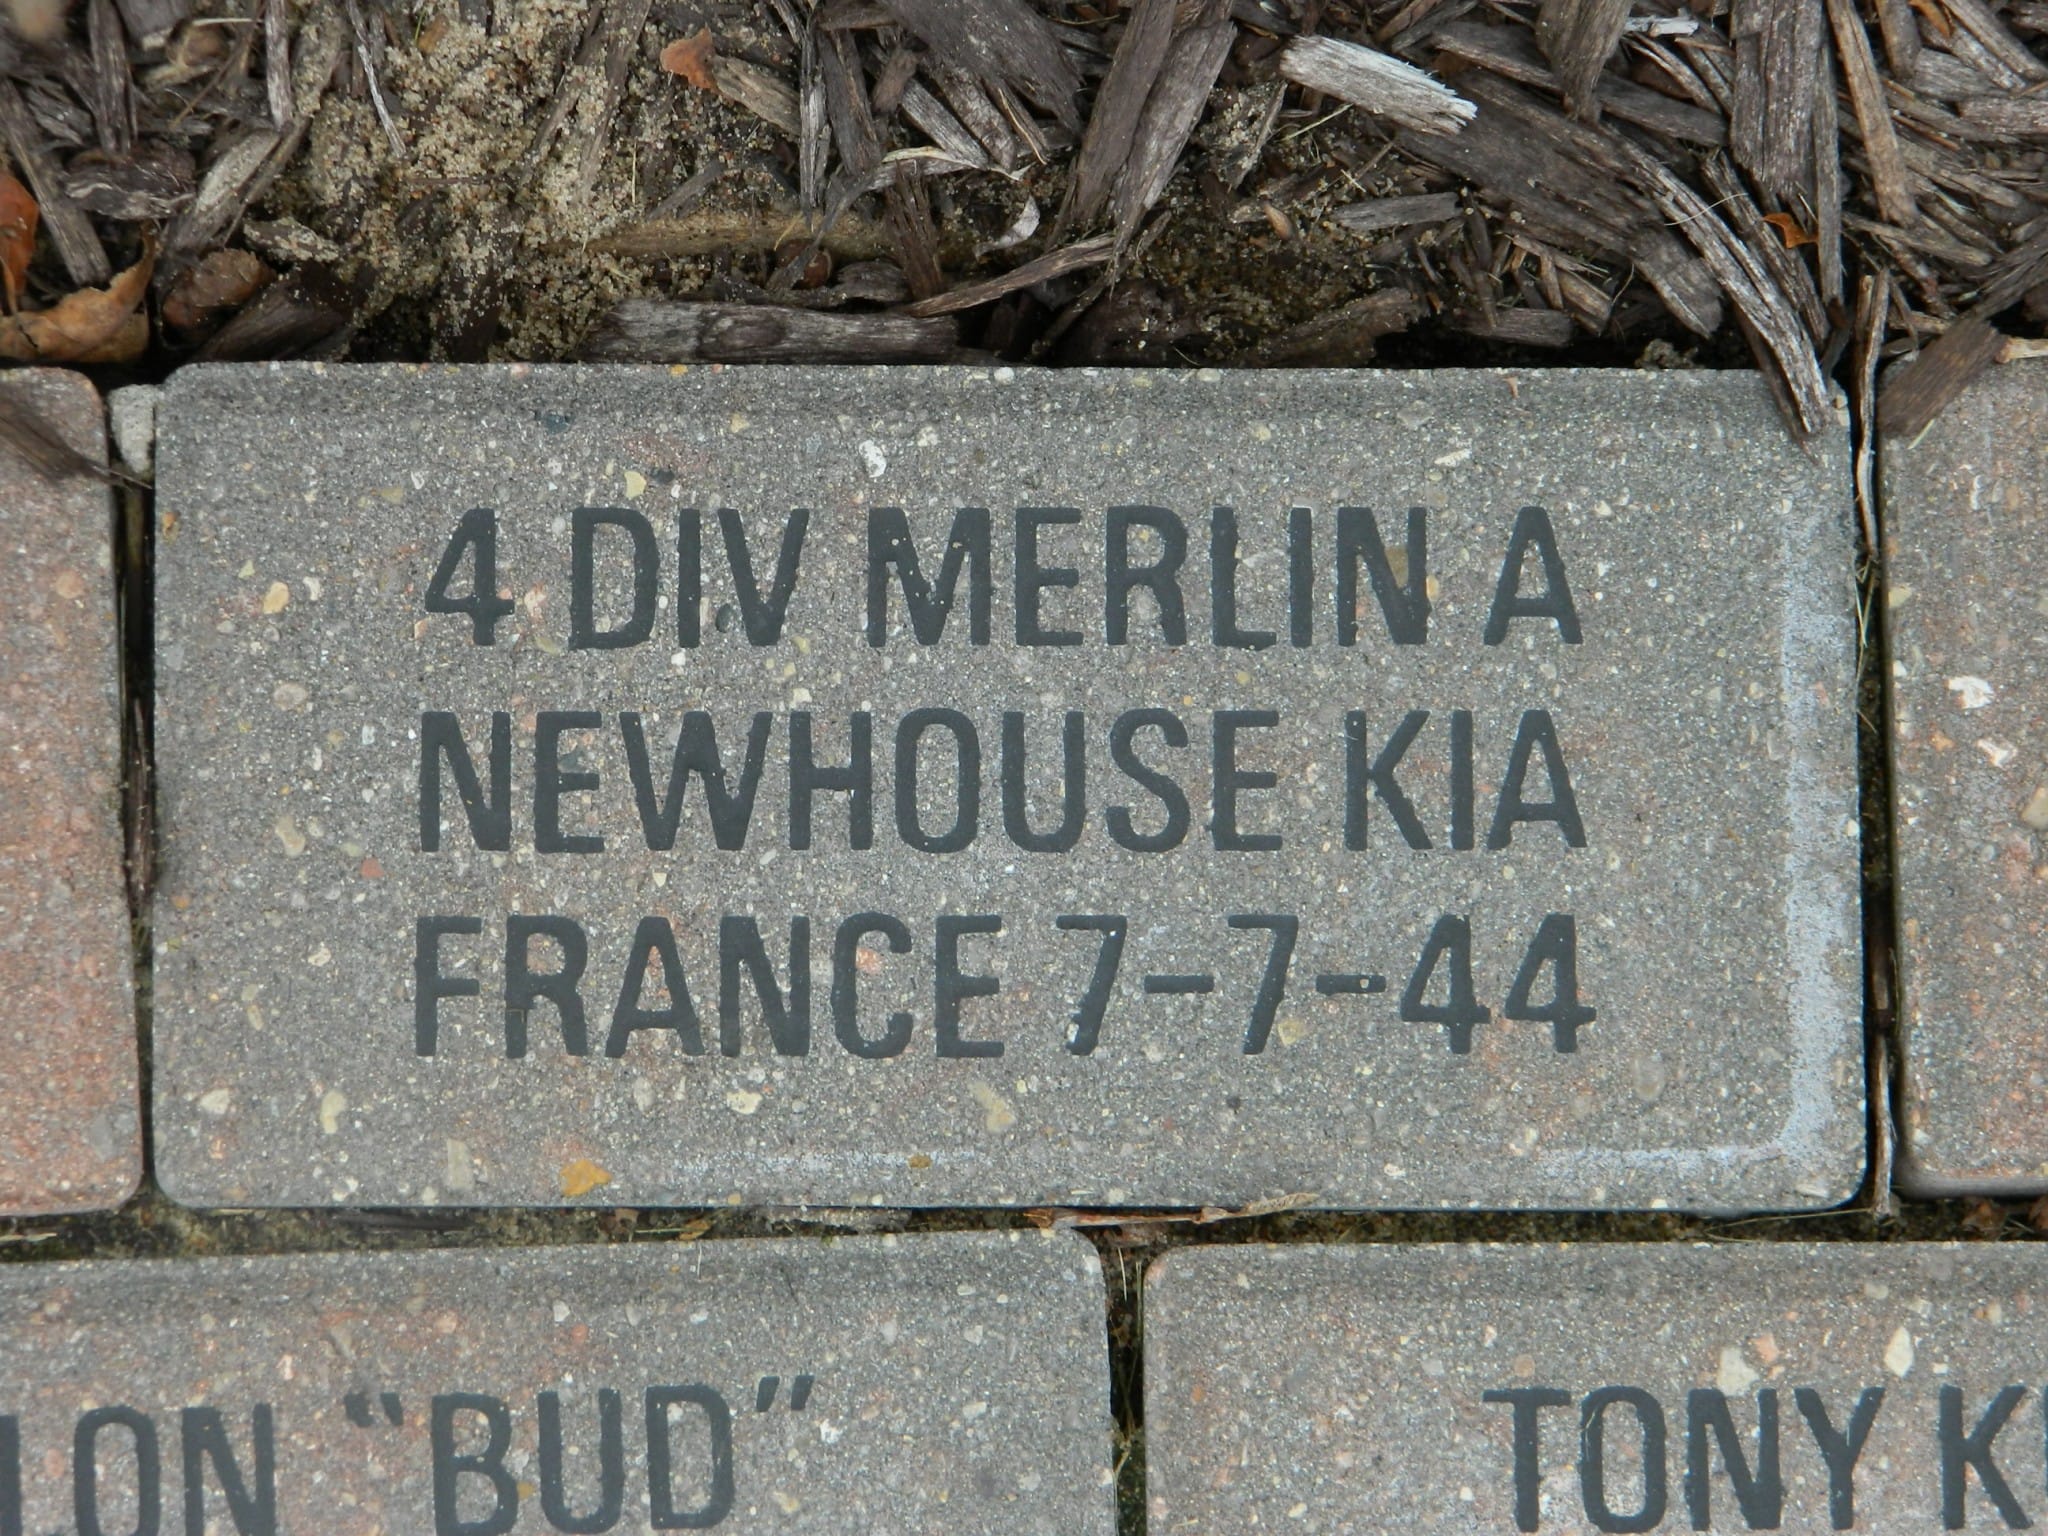 4 DIV MERLIN A
NEWHOUSE KIA
FRANCE 7-7-44
"BUD"
TONY